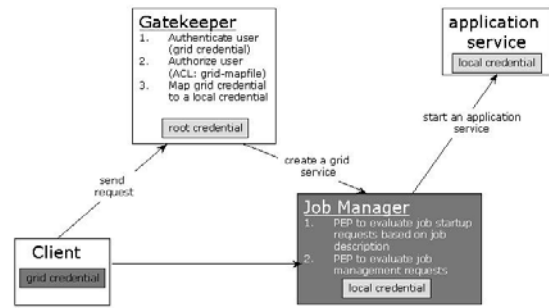 Gatekeeper
1. Authenticate user
(grid credential)
2. Authorize user
(ACL: grid-mapfile)
3. Map grid credential
to a local credential
root credential
application
service
local credential
start an application
service
create a grid
service
send
request
Job Manager
1. PEP to evaluate job startup
requests based on job
description
2. PEP to evaluate job
management requests
local credential
Client
grid credential